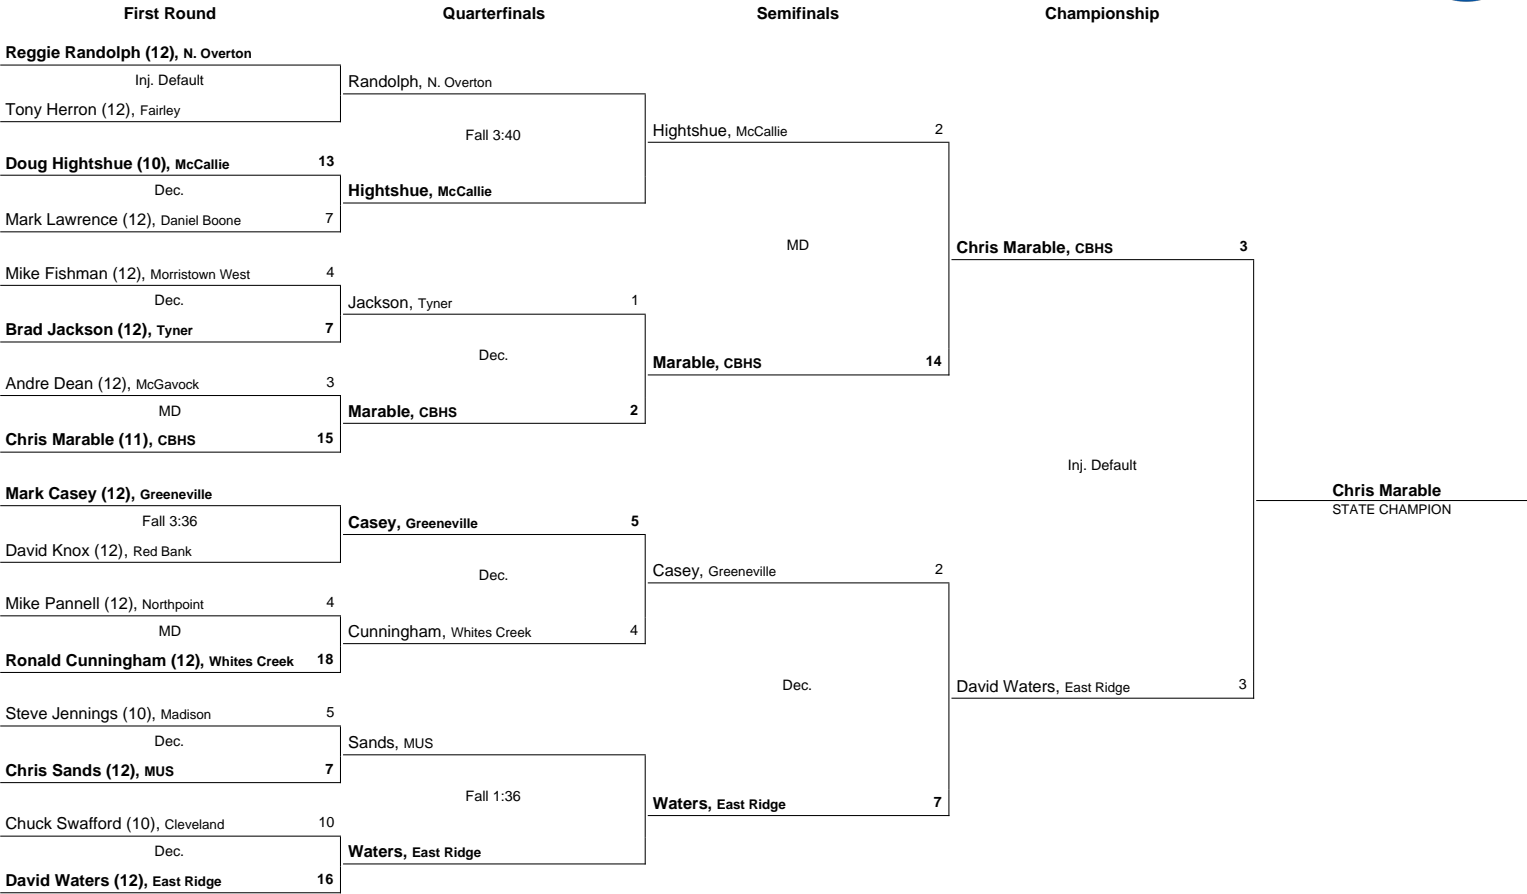 First Round Quarterfinals Semifinals Championship
Reggie Randolph (12), N. Overton
Inj. Default
Tony Herron (12), Fairley
Doug Hightshue (10), McCallie 13
Dec.
Mark Lawrence (12), Daniel Boone 7
Mike Fishman (12), Morristown West 4
Dec.
Brad Jackson (12), Tyner 7
Andre Dean (12), McGavock 3
MD
Chris Marable (11), CBHS 15
Mark Casey (12), Greeneville
Fall 3:36
David Knox (12), Red Bank
Mike Pannell (12), Northpoint 4
MD
Ronald Cunningham (12), Whites Creek 18
Steve Jennings (10), Madison 5
Dec.
Chris Sands (12), MUS 7
Chuck Swafford (10), Cleveland 10
Dec.
David Waters (12), East Ridge 16
Randolph, N. Overton
Fall 3:40
Hightshue, McCallie
Jackson, Tyner 1
Dec.
Marable, CBHS 2
Casey, Greeneville 5
Dec.
Cunningham, Whites Creek 4
Sands, MUS
Fall 1:36
Waters, East Ridge
Hightshue, McCallie 2
MD
Marable, CBHS 14
Casey, Greeneville 2
Dec.
Waters, East Ridge 7
Chris Marable, CBHS 3
Inj. Default
David Waters, East Ridge 3
Chris Marable
STATE CHAMPION